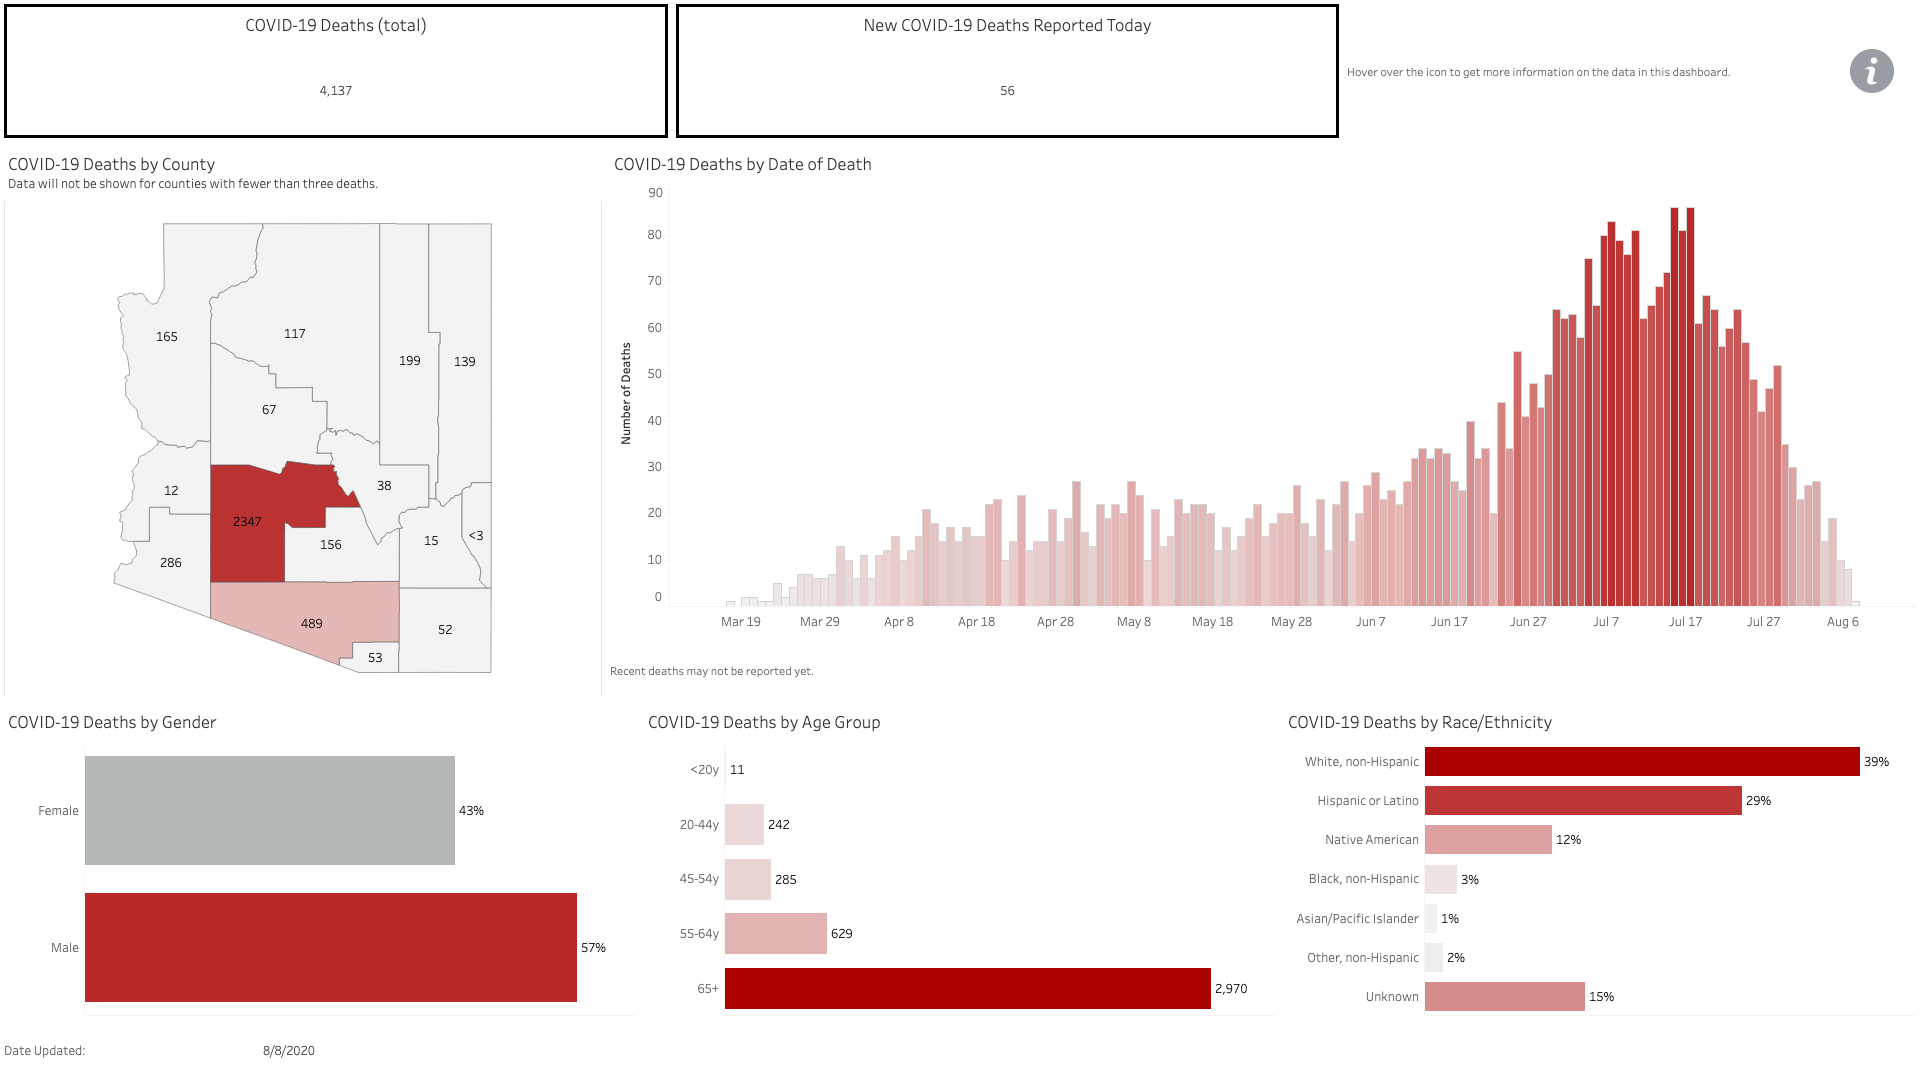 COVID-19 Deaths (total)
4,137
New COVID-19 Deaths Reported Today
56
Hover over the icon to get more information on the data in this dashboard.
i
COVID-19 Deaths by County
Data will not be shown for counties with fewer than three deaths.
165
117
199
139
67
12
38
2347
<3
286
156
15
489
52
53
COVID-19 Deaths by Date of Death
Number of Deaths
90
80
70
60
50
40
30
20
10
0
Mar 19 Mar 29 Apr 8 Apr 18 Apr 28 May 8 May 18 May 28 Jun 7 Jun 17 Jun 27 Jul 7 Jul 17 Jul 27 Aug 6
Recent deaths may not be reported yet.
COVID-19 Deaths by Gender
Female 43%
Male 57%
COVID-19 Deaths by Age Group
<20y 11
20-44y 242
45-54y 285
55-64y 629
65+ 2,970
COVID-19 Deaths by Race/Ethnicity
White, non-Hispanic 39%
Hispanic or Latino 29%
Native American 12%
Black, non-Hispanic 3%
Asian/Pacific Islander 1%
Other, non-Hispanic 2%
Unknown 15%
Date Updated: 8/8/2020